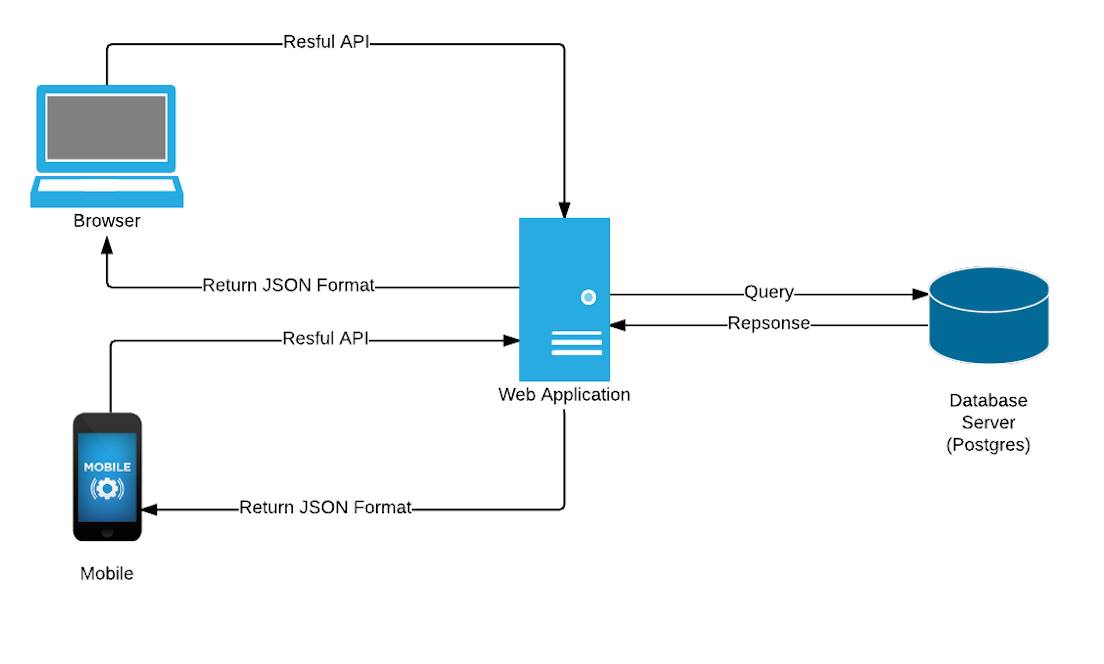 Resful API
Browser
Return JSON Format
Query
Repsonse
Resful API
Web Application
Database
Server
(Postgres)
MOBILE
Return JSON Format
Mobile